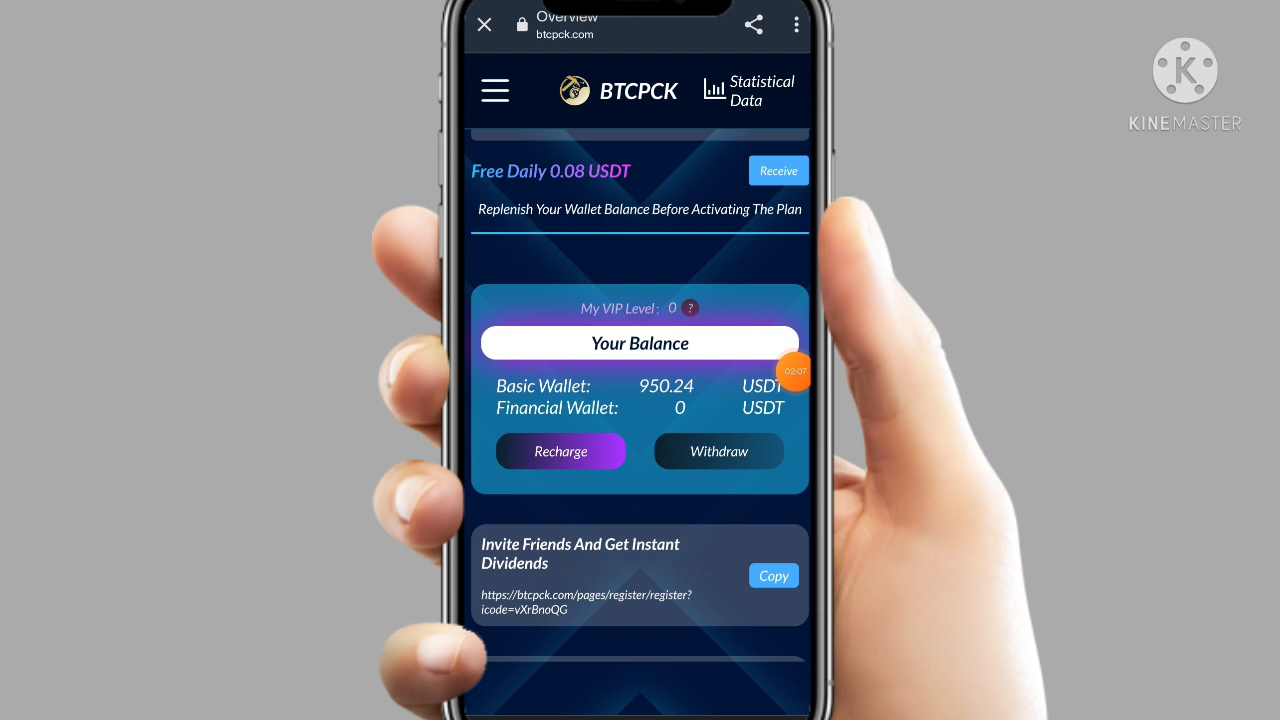 Overview
btcpck.com
BTCPCK
Statistical
Data
Free Daily 0.08 USDT
Receive
Replenish Your Wallet Balance Before Activating The Plan
My VIP Level: 0 ?
Your Balance
02:07
Basic Wallet: 950.24 USDT
Financial Wallet: 0 USDT
Recharge
Withdraw
Invite Friends And Get Instant
Dividends
Copy
https://btcpck.com/pages/register/register?
icode=vXrBnoQG
K
KINEMASTER